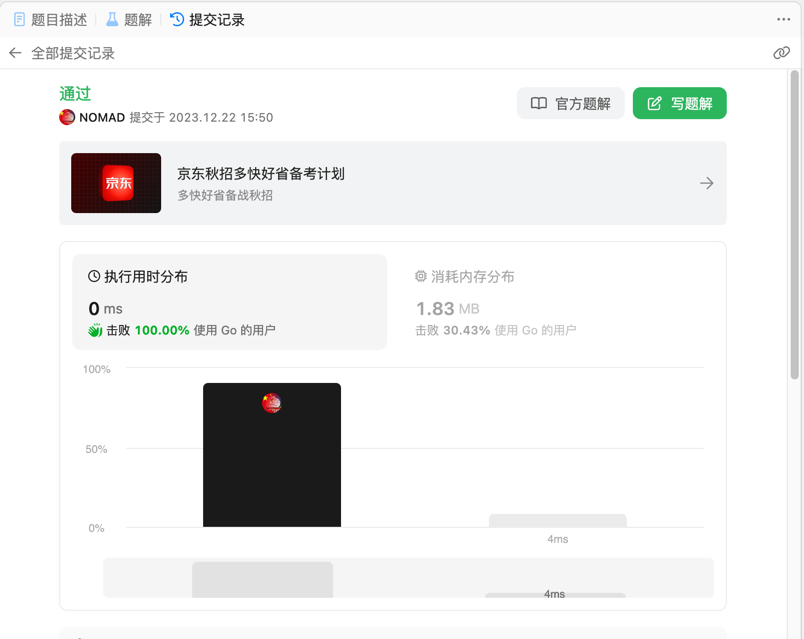 题目描述 题解 提交记录
全部提交记录
通过
NOMAD 提交于 2023.12.22 15:50
官方题解
写题解
京东
京东秋招多快好省备考计划
多快好省备战秋招
执行用时分布
0 ms
击败 100.00% 使用 Go 的用户
消耗内存分布
1.83 MB
击败 30.43% 使用 Go 的用户
100%
50%
0%
4ms
4ms